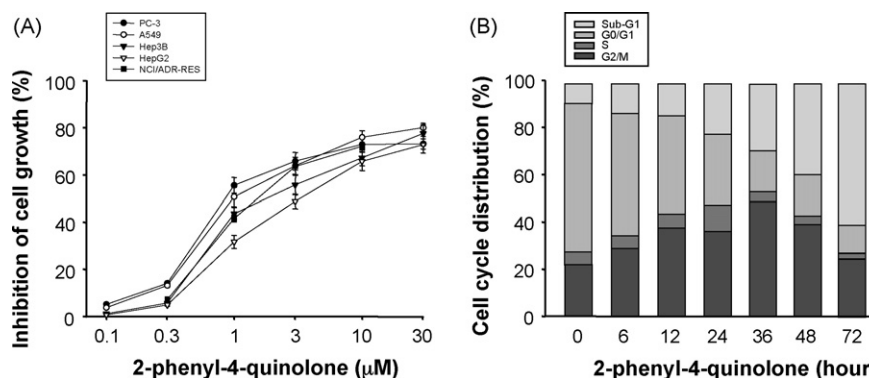 (A)
PC-3
A549
Hep3B
HepG2
NCI/ADR-RES
Inhibition of cell growth (%)
100
80
60
40
20
0
0.1 0.3 1 3 10 30
2-phenyl-4-quinolone (μM)
(B)
Sub-G1
G0/G1
S
G2/M
Cell cycle distribution (%)
100
80
60
40
20
0
0 6 12 24 36 48 72
2-phenyl-4-quinolone (hour